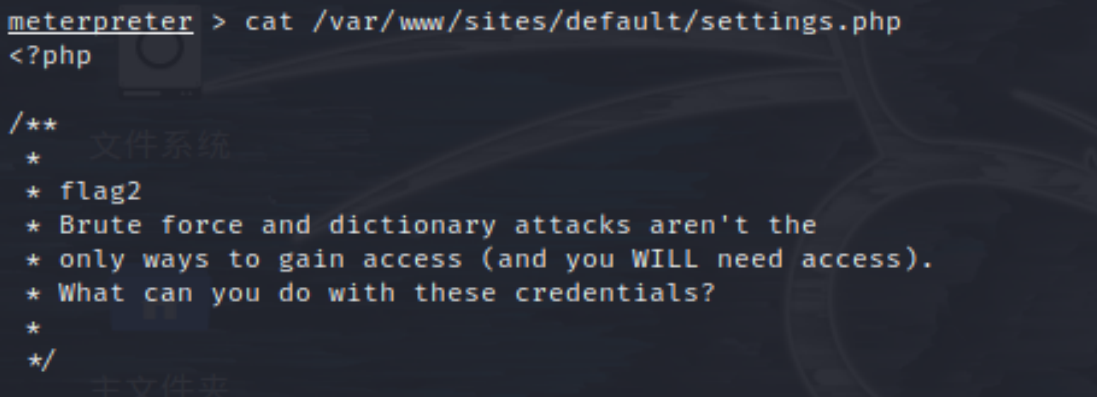 meterpreter > cat /var/www/sites/default/settings.php
<?php
/**
 *
 * flag2
 * Brute force and dictionary attacks aren't the
 * only ways to gain access (and you WILL need access).
 * What can you do with these credentials?
 *
 */
文件系统
主文件夹